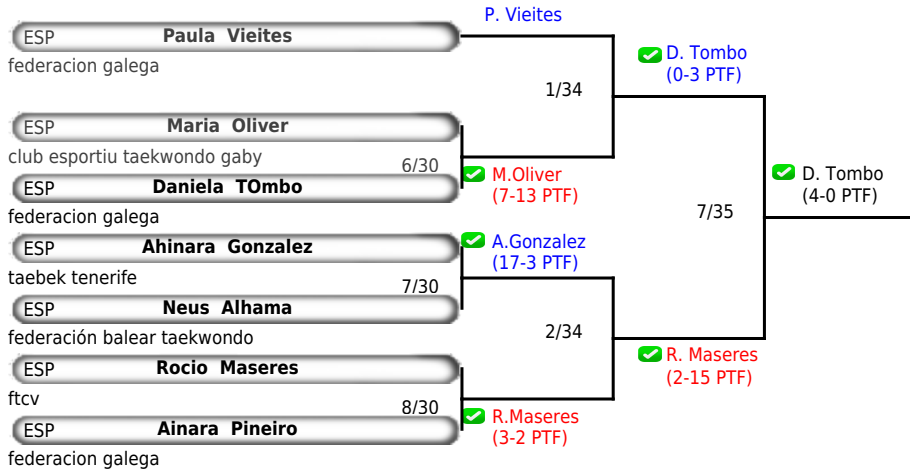 P. Vieites
ESP Paula Vieites
federacion galega
D. Tombo
(0-3 PTF)
1/34
ESP Maria Oliver
club esportiu taekwondo gaby
6/30
M.Oliver
(7-13 PTF)
ESP Daniela TOmbo
federacion galega
D. Tombo
(4-0 PTF)
7/35
ESP Ahinara Gonzalez
taebek tenerife
A.Gonzalez
(17-3 PTF)
7/30
ESP Neus Alhama
federación balear taekwondo
2/34
R. Maseres
(2-15 PTF)
ESP Rocio Maseres
ftcv
8/30
R.Maseres
(3-2 PTF)
ESP Ainara Pineiro
federacion galega